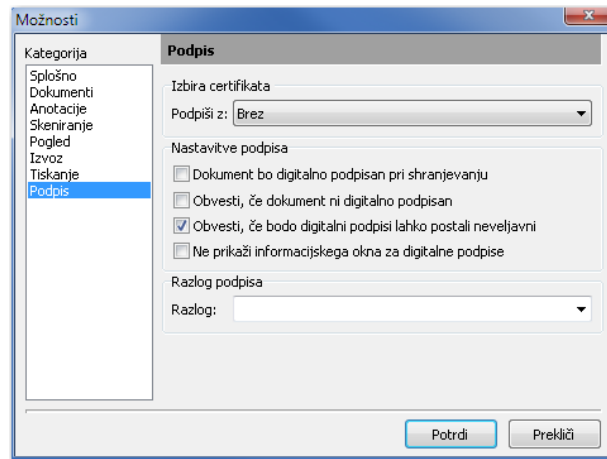 Možnosti
Kategorija
Splošno
Dokumenti
Anotacije
Skeniranje
Pogled
Izvoz
Tiskanje
Podpis
Podpis
Izbira certifikata
Podpiši z: Brez
Nastavitve podpisa
Dokument bo digitalno podpisan pri shranjevanju
Obvesti, če dokument ni digitalno podpisan
Obvesti, če bodo digitalni podpisi lahko postali neveljavni
Ne prikaži informacijskega okna za digitalne podpise
Razlog podpisa
Razlog:
Potrdi Prekliči